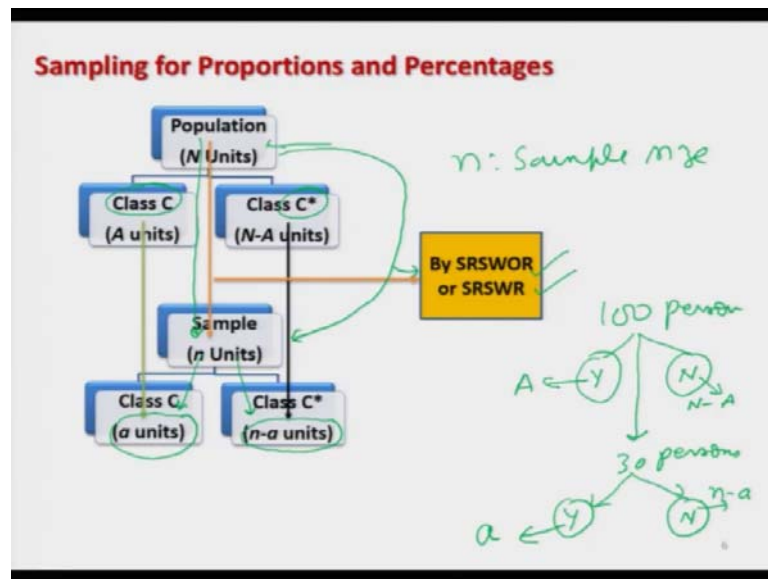 Sampling for Proportions and Percentages
Population
(N Units)
n: Sample size
Class C
(A units)
Class C*
(N-A units)
By SRSWOR
or SRSWR
Sample
(n Units)
100 person
A
Y
N
N-A
Class C
(a units)
Class C*
(n-a units)
30 persons
a
Y
N
n-a
6